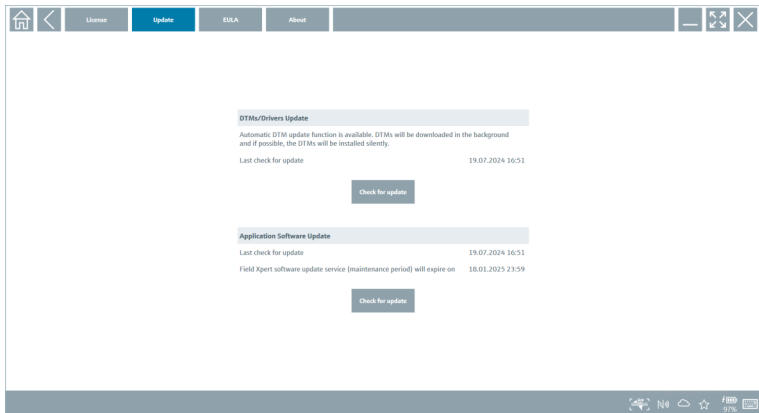 License
Update
EULA
About
DTMs/Drivers Update
Automatic DTM update function is available. DTMs will be downloaded in the background
and if possible, the DTMs will be installed silently.
Last check for update 19.07.2024 16:51
Check for update
Application Software Update
Last check for update 19.07.2024 16:51
Field Xpert software update service (maintenance period) will expire on 18.01.2025 23:59
Check for update
97%